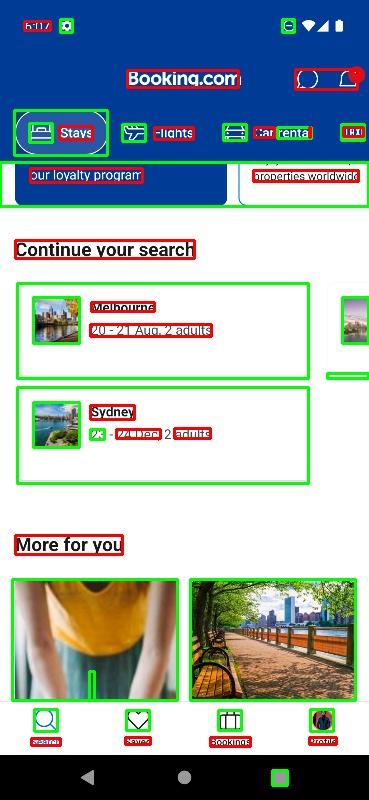 6:17
Booking.com
Stays Flights Car rental
our loyalty program
properties worldwide
Continue your search
Melbourne
20 - 21 Aug, 2 adults
Sydney
23 - 24 Dec, 2 adults
More for you
Search Saved Bookings Profile